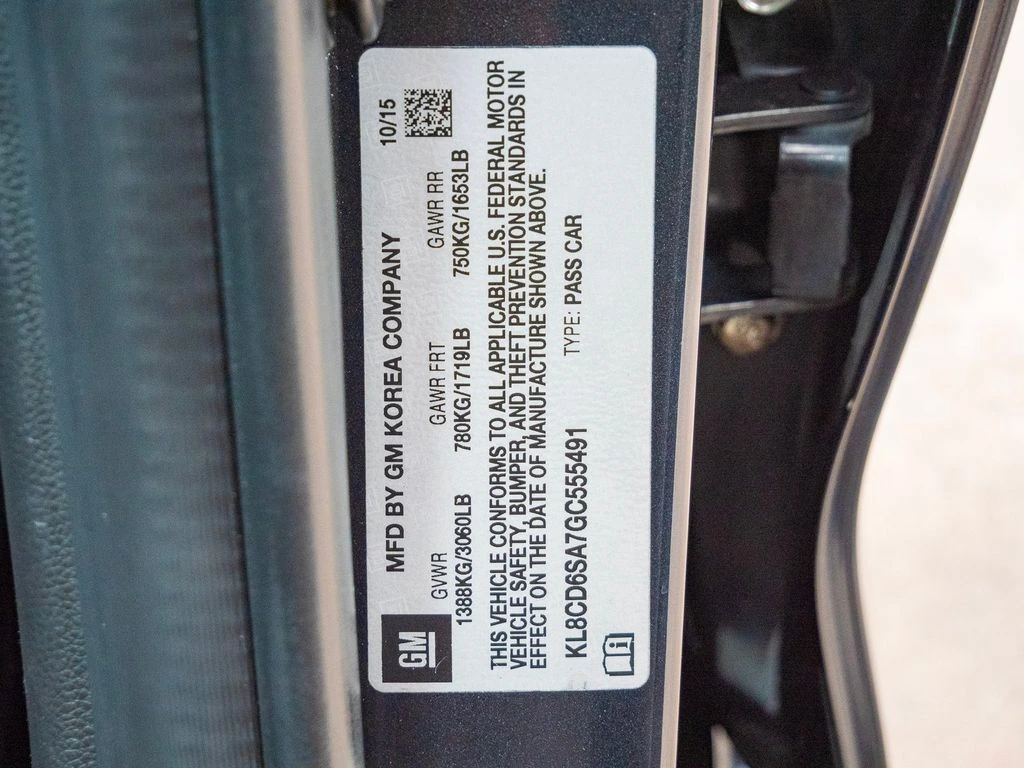 GM
MFD BY GM KOREA COMPANY 10/15
GVWR GAWR FRT GAWR RR
1388KG/3060LB 780KG/1719LB 750KG/1653LB
THIS VEHICLE CONFORMS TO ALL APPLICABLE U.S. FEDERAL MOTOR
VEHICLE SAFETY, BUMPER, AND THEFT PREVENTION STANDARDS IN
EFFECT ON THE DATE OF MANUFACTURE SHOWN ABOVE.
KL8CD6SA7GC555491 TYPE: PASS CAR